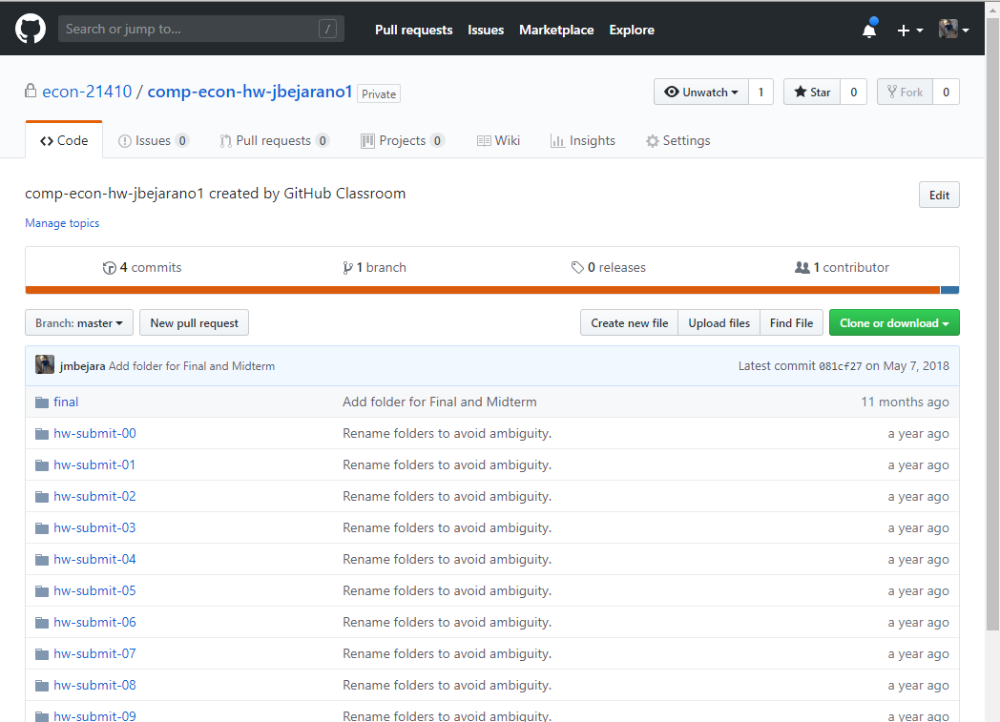 Search or jump to... / Pull requests Issues Marketplace Explore
econ-21410 / comp-econ-hw-jbejarano1 Private Unwatch 1 Star 0 Fork 0
Code Issues 0 Pull requests 0 Projects 0 Wiki Insights Settings
comp-econ-hw-jbejarano1 created by GitHub Classroom Edit
Manage topics
4 commits 1 branch 0 releases 1 contributor
Branch: master New pull request Create new file Upload files Find File Clone or download
jmbejara Add folder for Final and Midterm Latest commit 081cf27 on May 7, 2018
final Add folder for Final and Midterm 11 months ago
hw-submit-00 Rename folders to avoid ambiguity. a year ago
hw-submit-01 Rename folders to avoid ambiguity. a year ago
hw-submit-02 Rename folders to avoid ambiguity. a year ago
hw-submit-03 Rename folders to avoid ambiguity. a year ago
hw-submit-04 Rename folders to avoid ambiguity. a year ago
hw-submit-05 Rename folders to avoid ambiguity. a year ago
hw-submit-06 Rename folders to avoid ambiguity. a year ago
hw-submit-07 Rename folders to avoid ambiguity. a year ago
hw-submit-08 Rename folders to avoid ambiguity. a year ago
hw-submit-09 Rename folders to avoid ambiguity. a year ago